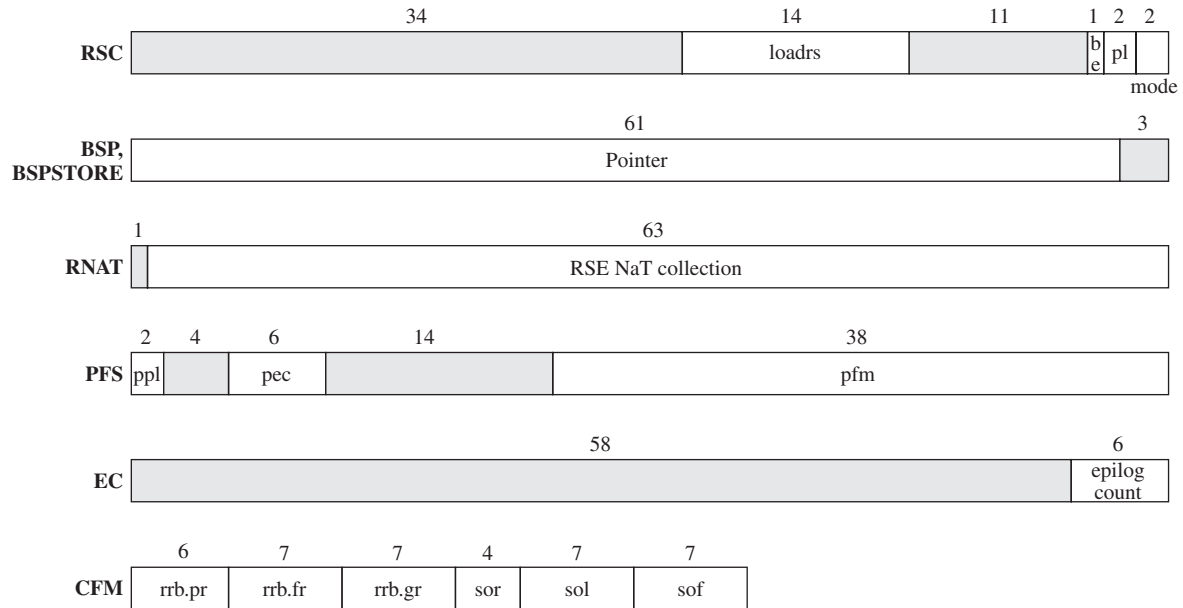 34 14 11 1 2 2
RSC loadrs be pl
mode
61 3
BSP,
BSPSTORE Pointer
1 63
RNAT RSE NaT collection
2 4 6 14 38
PFS ppl pec pfm
58 6
EC epilog
count
6 7 7 4 7 7
CFM rrb.pr rrb.fr rrb.gr sor sol sof